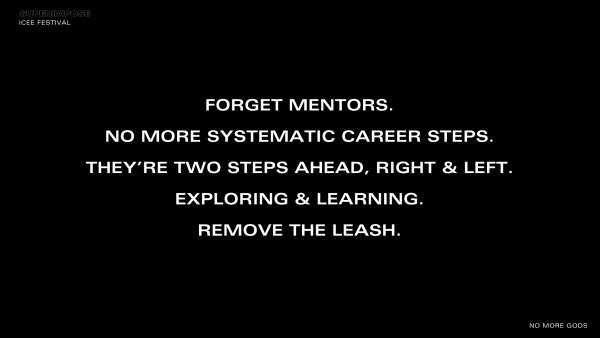 SUPERIMPOSE
ICEE FESTIVAL
FORGET MENTORS.
NO MORE SYSTEMATIC CAREER STEPS.
THEY'RE TWO STEPS AHEAD, RIGHT & LEFT.
EXPLORING & LEARNING.
REMOVE THE LEASH.
NO MORE GODS